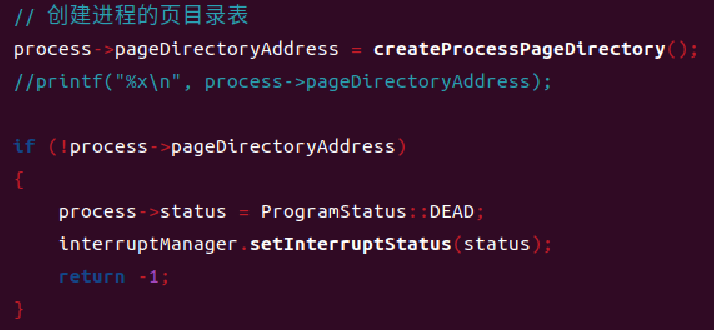 // 创建进程的页目录表
process->pageDirectoryAddress = createProcessPageDirectory();
//printf("%x\n", process->pageDirectoryAddress);
if (!process->pageDirectoryAddress)
{
    process->status = ProgramStatus::DEAD;
    interruptManager.setInterruptStatus(status);
    return -1;
}